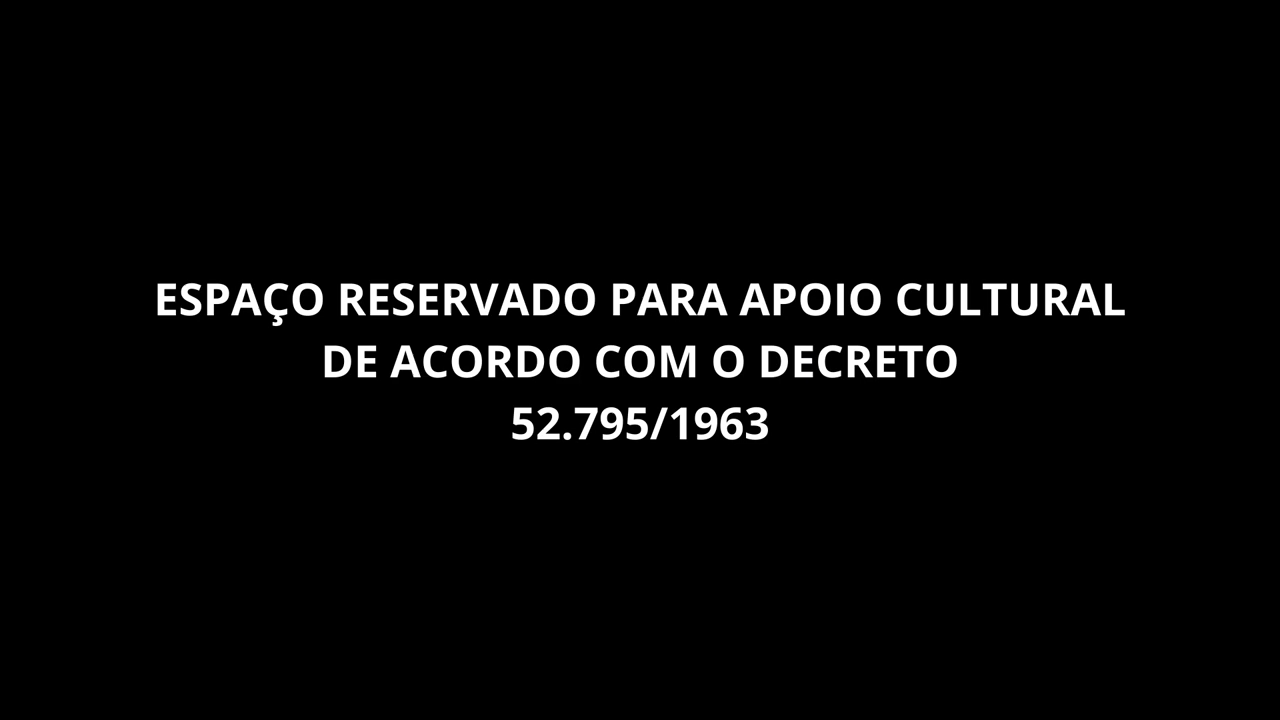 ESPAÇO RESERVADO PARA APOIO CULTURAL
DE ACORDO COM O DECRETO
52.795/1963